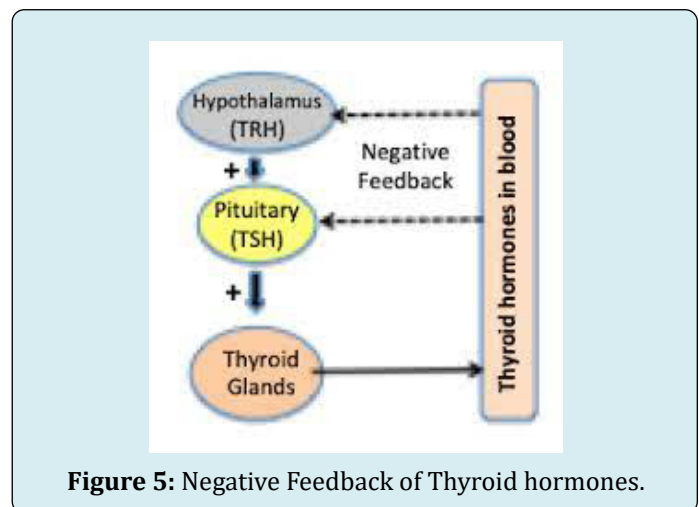 Hypothalamus
(TRH)
+
Negative
Feedback
Pituitary
(TSH)
+
Thyroid
Glands
Thyroid hormones in blood
Figure 5: Negative Feedback of Thyroid hormones.